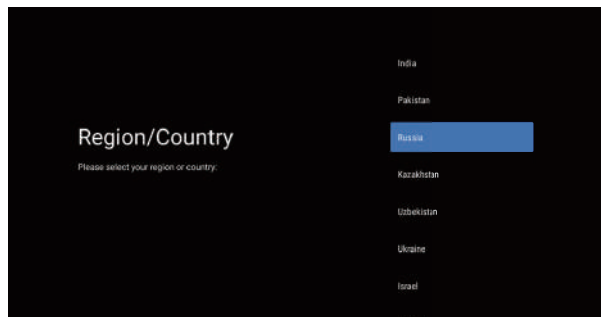 Region/Country
Please select your region or country:
India
Pakistan
Russia
Kazakhstan
Uzbekistan
Ukraine
Israel